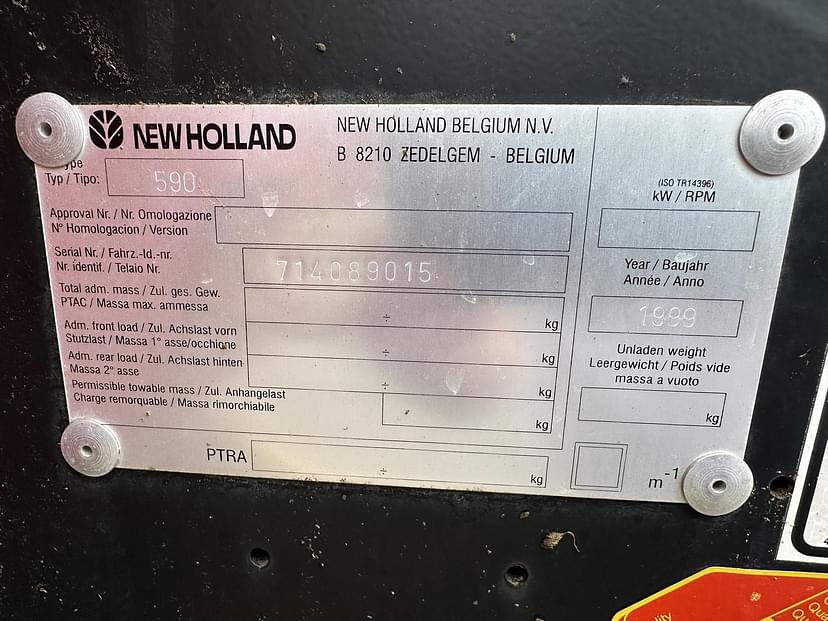 NEW HOLLAND
NEW HOLLAND BELGIUM N.V.
B 8210 ZEDELGEM - BELGIUM
Typ / Tipo: 590
Approval Nr. / Nr. Omologazione
N° Homologacion / Version
Serial Nr. / Fahrz.-Id.-nr.
Nr. identif. / Telaio Nr. 714089015
Total adm. mass / Zul. ges. Gew.
PTAC / Massa max. ammessa ÷ kg
Adm. front load / Zul. Achslast vorn
Stutzlast / Massa 1° asse/occhione ÷ kg
Adm. rear load / Zul. Achslast hinten
Massa 2° asse ÷ kg
Permissible towable mass / Zul. Anhangelast
Charge remorquable / Massa rimorchiabile kg
PTRA ÷ kg
(ISO TR14396)
kW / RPM
Year / Baujahr
Année / Anno
1999
Unladen weight
Leergewicht / Poids vide
massa a vuoto
kg
m-1